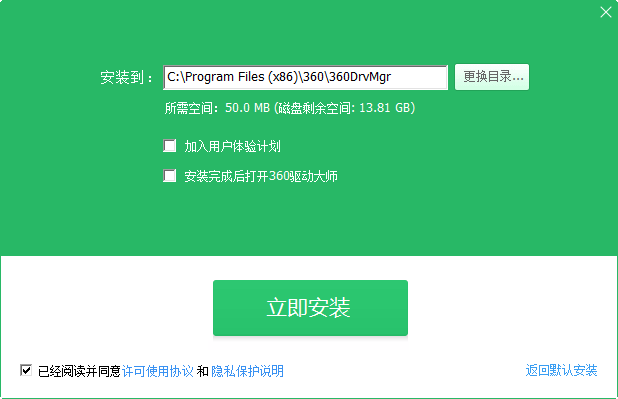 安装到： C:\Program Files (x86)\360\360DrvMgr 更换目录...
所需空间：50.0 MB (磁盘剩余空间: 13.81 GB)
加入用户体验计划
安装完成后打开360驱动大师
立即安装
已经阅读并同意许可使用协议 和 隐私保护说明 返回默认安装